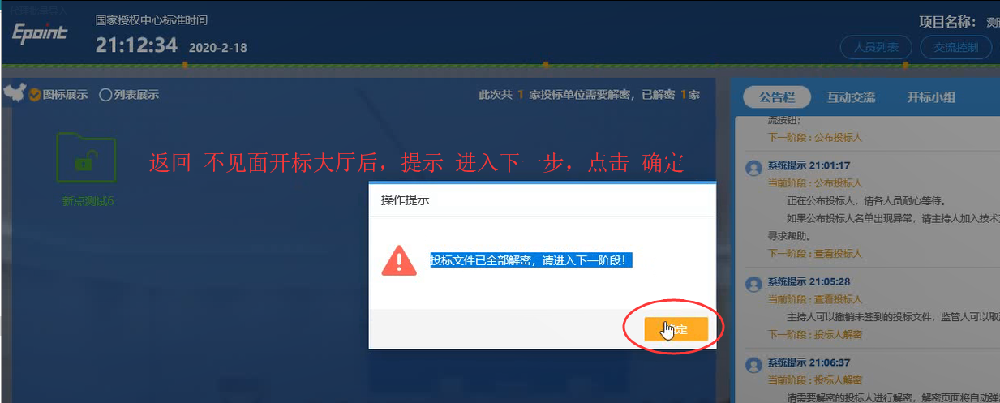 代理批量导入
Epoint
国家授权中心标准时间
21:12:34 2020-2-18
项目名称：
人员列表 交流控制
图标展示 列表展示
此次共 1 家投标单位需要解密，已解密 1 家
公告栏 互动交流 开标小组
流按钮；
下一阶段：公布投标人
返回 不见面开标大厅后，提示 进入下一步，点击 确定
新点测试6
操作提示
投标文件已全部解密，请进入下一阶段！
定
系统提示 21:01:17
当前阶段：公布投标人
正在公布投标人，请各人员耐心等待。
如果公布投标人名单出现异常，请主持人加入技术
寻求帮助。
下一阶段：查看投标人
系统提示 21:05:28
当前阶段：查看投标人
主持人可以撤销未签到的投标文件，监管人可以取
下一阶段：投标人解密
系统提示 21:06:37
当前阶段：投标人解密
请需要解密的投标人进行解密，解密页面将自动弹